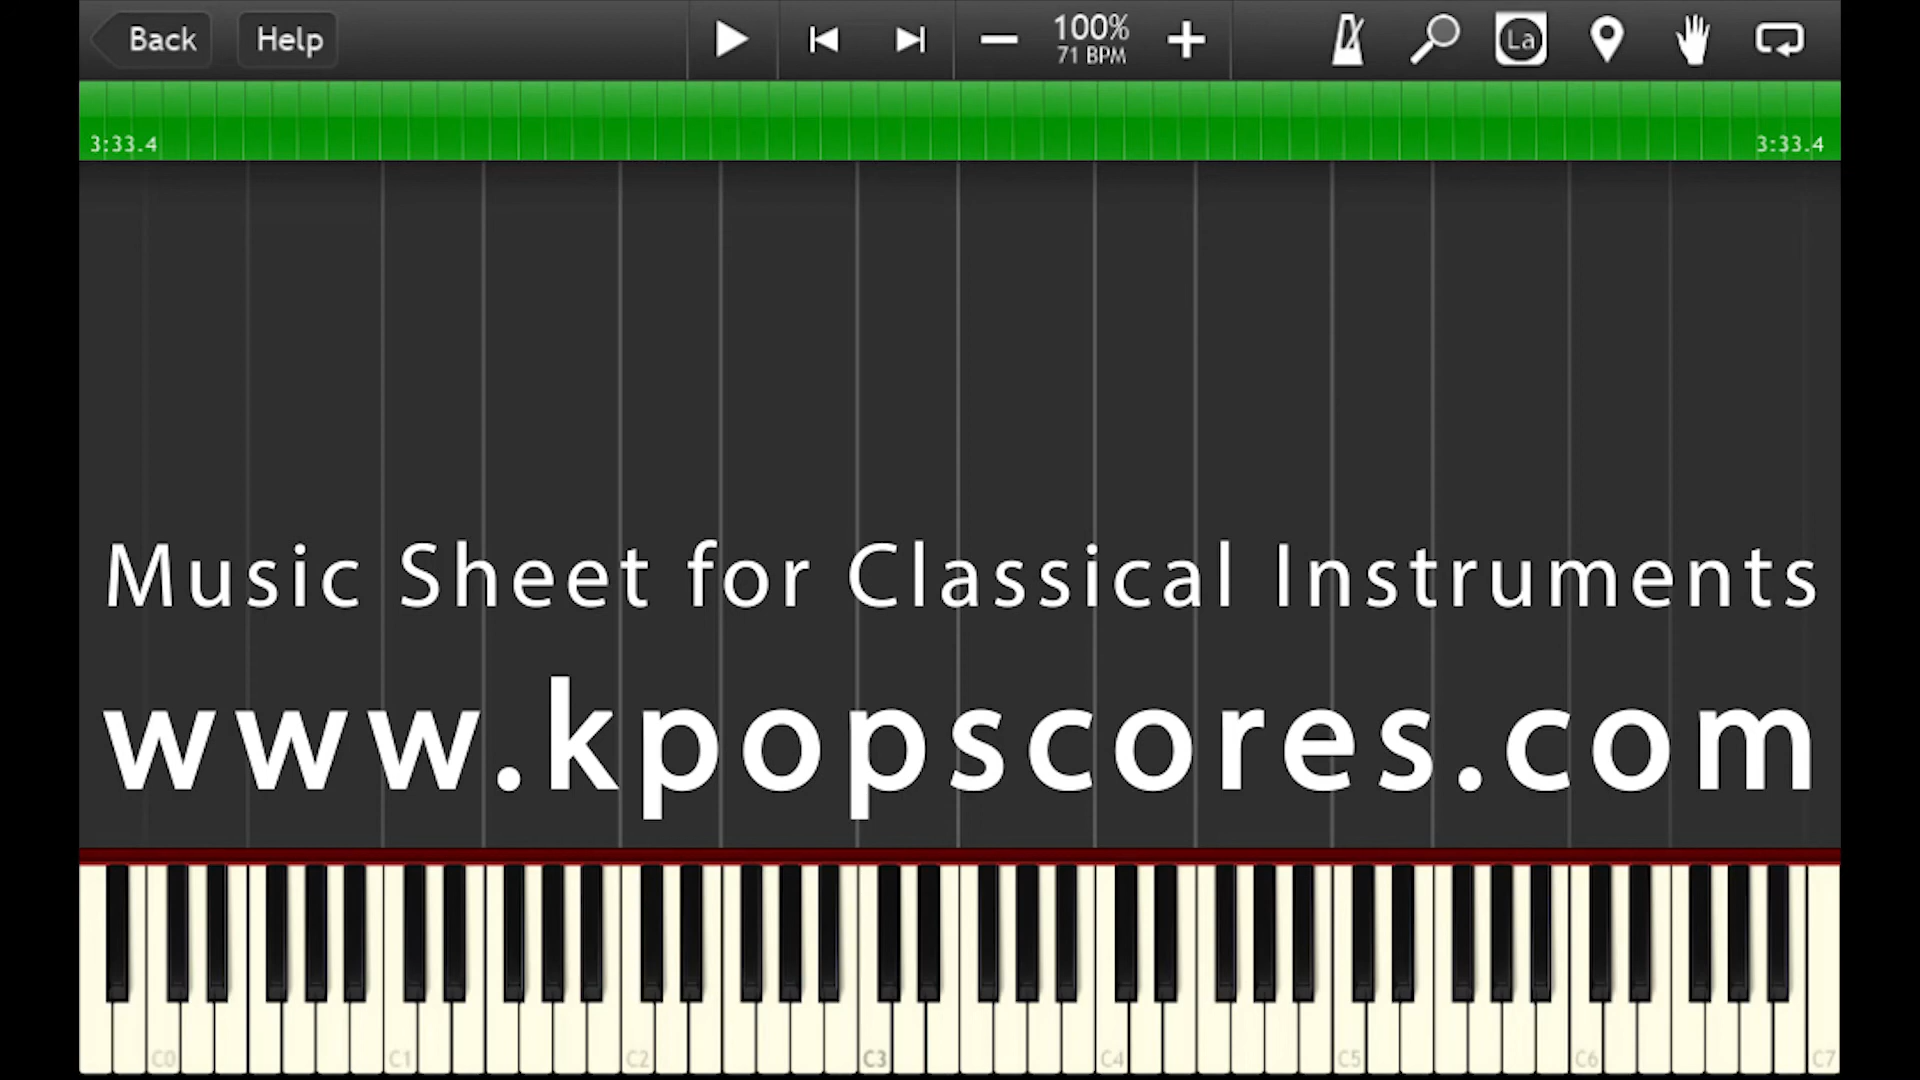 Back Help 100% La
71 BPM
3:33.4 3:33.4
Music Sheet for Classical Instruments
www.kpopscores.com
C0 C1 C2 C3 C4 C5 C6 C7